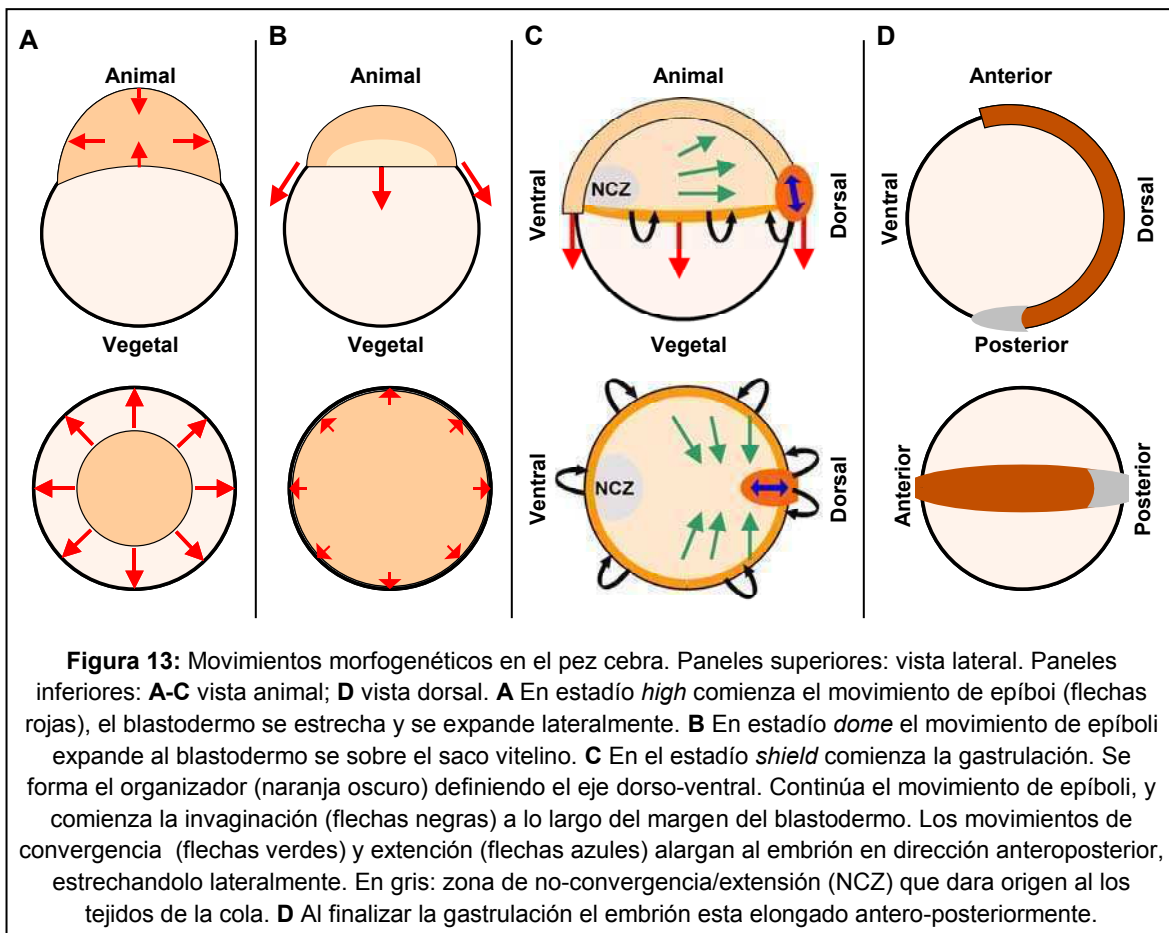 A
B
C
D
Animal
Animal
Animal
Anterior
Ventral
NCZ
Dorsal
Ventral
Dorsal
Vegetal
Vegetal
Vegetal
Posterior
Ventral
NCZ
Dorsal
Anterior
Posterior
Figura 13: Movimientos morfogenéticos en el pez cebra. Paneles superiores: vista lateral. Paneles
inferiores: A-C vista animal; D vista dorsal. A En estadío high comienza el movimiento de epíboi (flechas
rojas), el blastodermo se estrecha y se expande lateralmente. B En estadío dome el movimiento de epíboli
expande al blastodermo se sobre el saco vitelino. C En el estadío shield comienza la gastrulación. Se
forma el organizador (naranja oscuro) definiendo el eje dorso-ventral. Continúa el movimiento de epíboli, y
comienza la invaginación (flechas negras) a lo largo del margen del blastodermo. Los movimientos de
convergencia (flechas verdes) y extención (flechas azules) alargan al embrión en dirección anteroposterior,
estrechandolo lateralmente. En gris: zona de no-convergencia/extensión (NCZ) que dara origen al los
tejidos de la cola. D Al finalizar la gastrulación el embrión esta elongado antero-posteriormente.